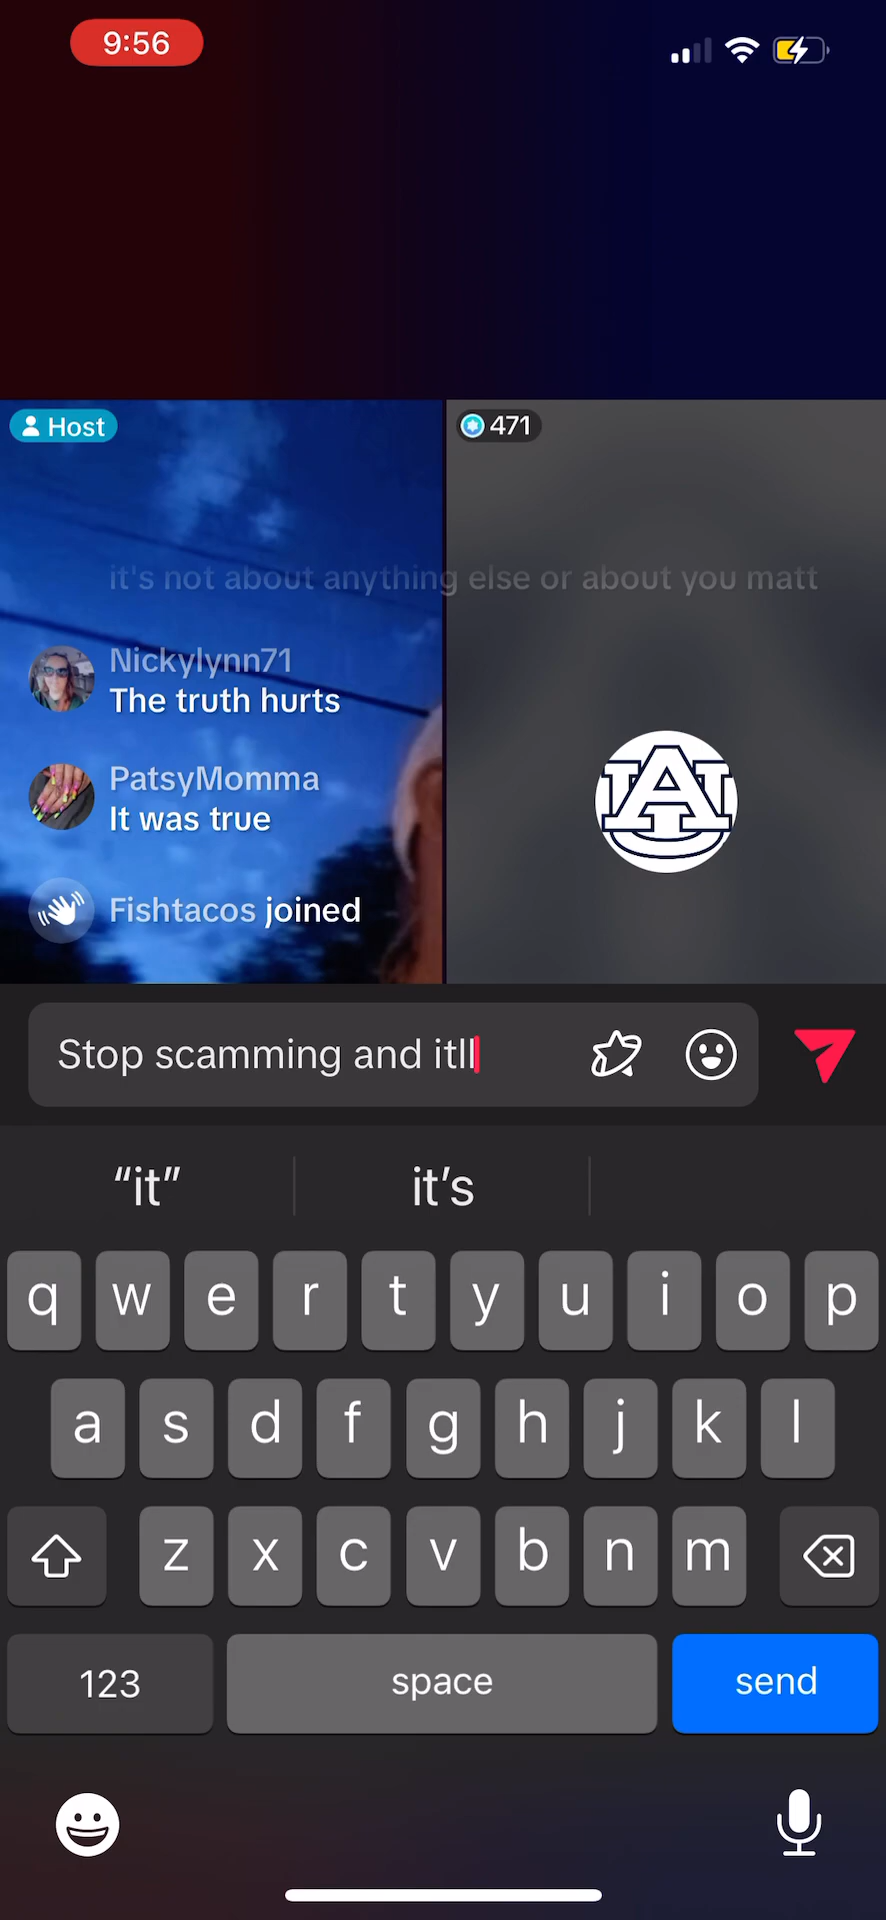 9:56
Host
471
it's not about anything else or about you matt
Nickylynn71
The truth hurts
PatsyMomma
It was true
Fishtacos joined
AU
Stop scamming and itll
“it”
it's
q w e r t y u i o p
a s d f g h j k l
z x c v b n m
123
space
send